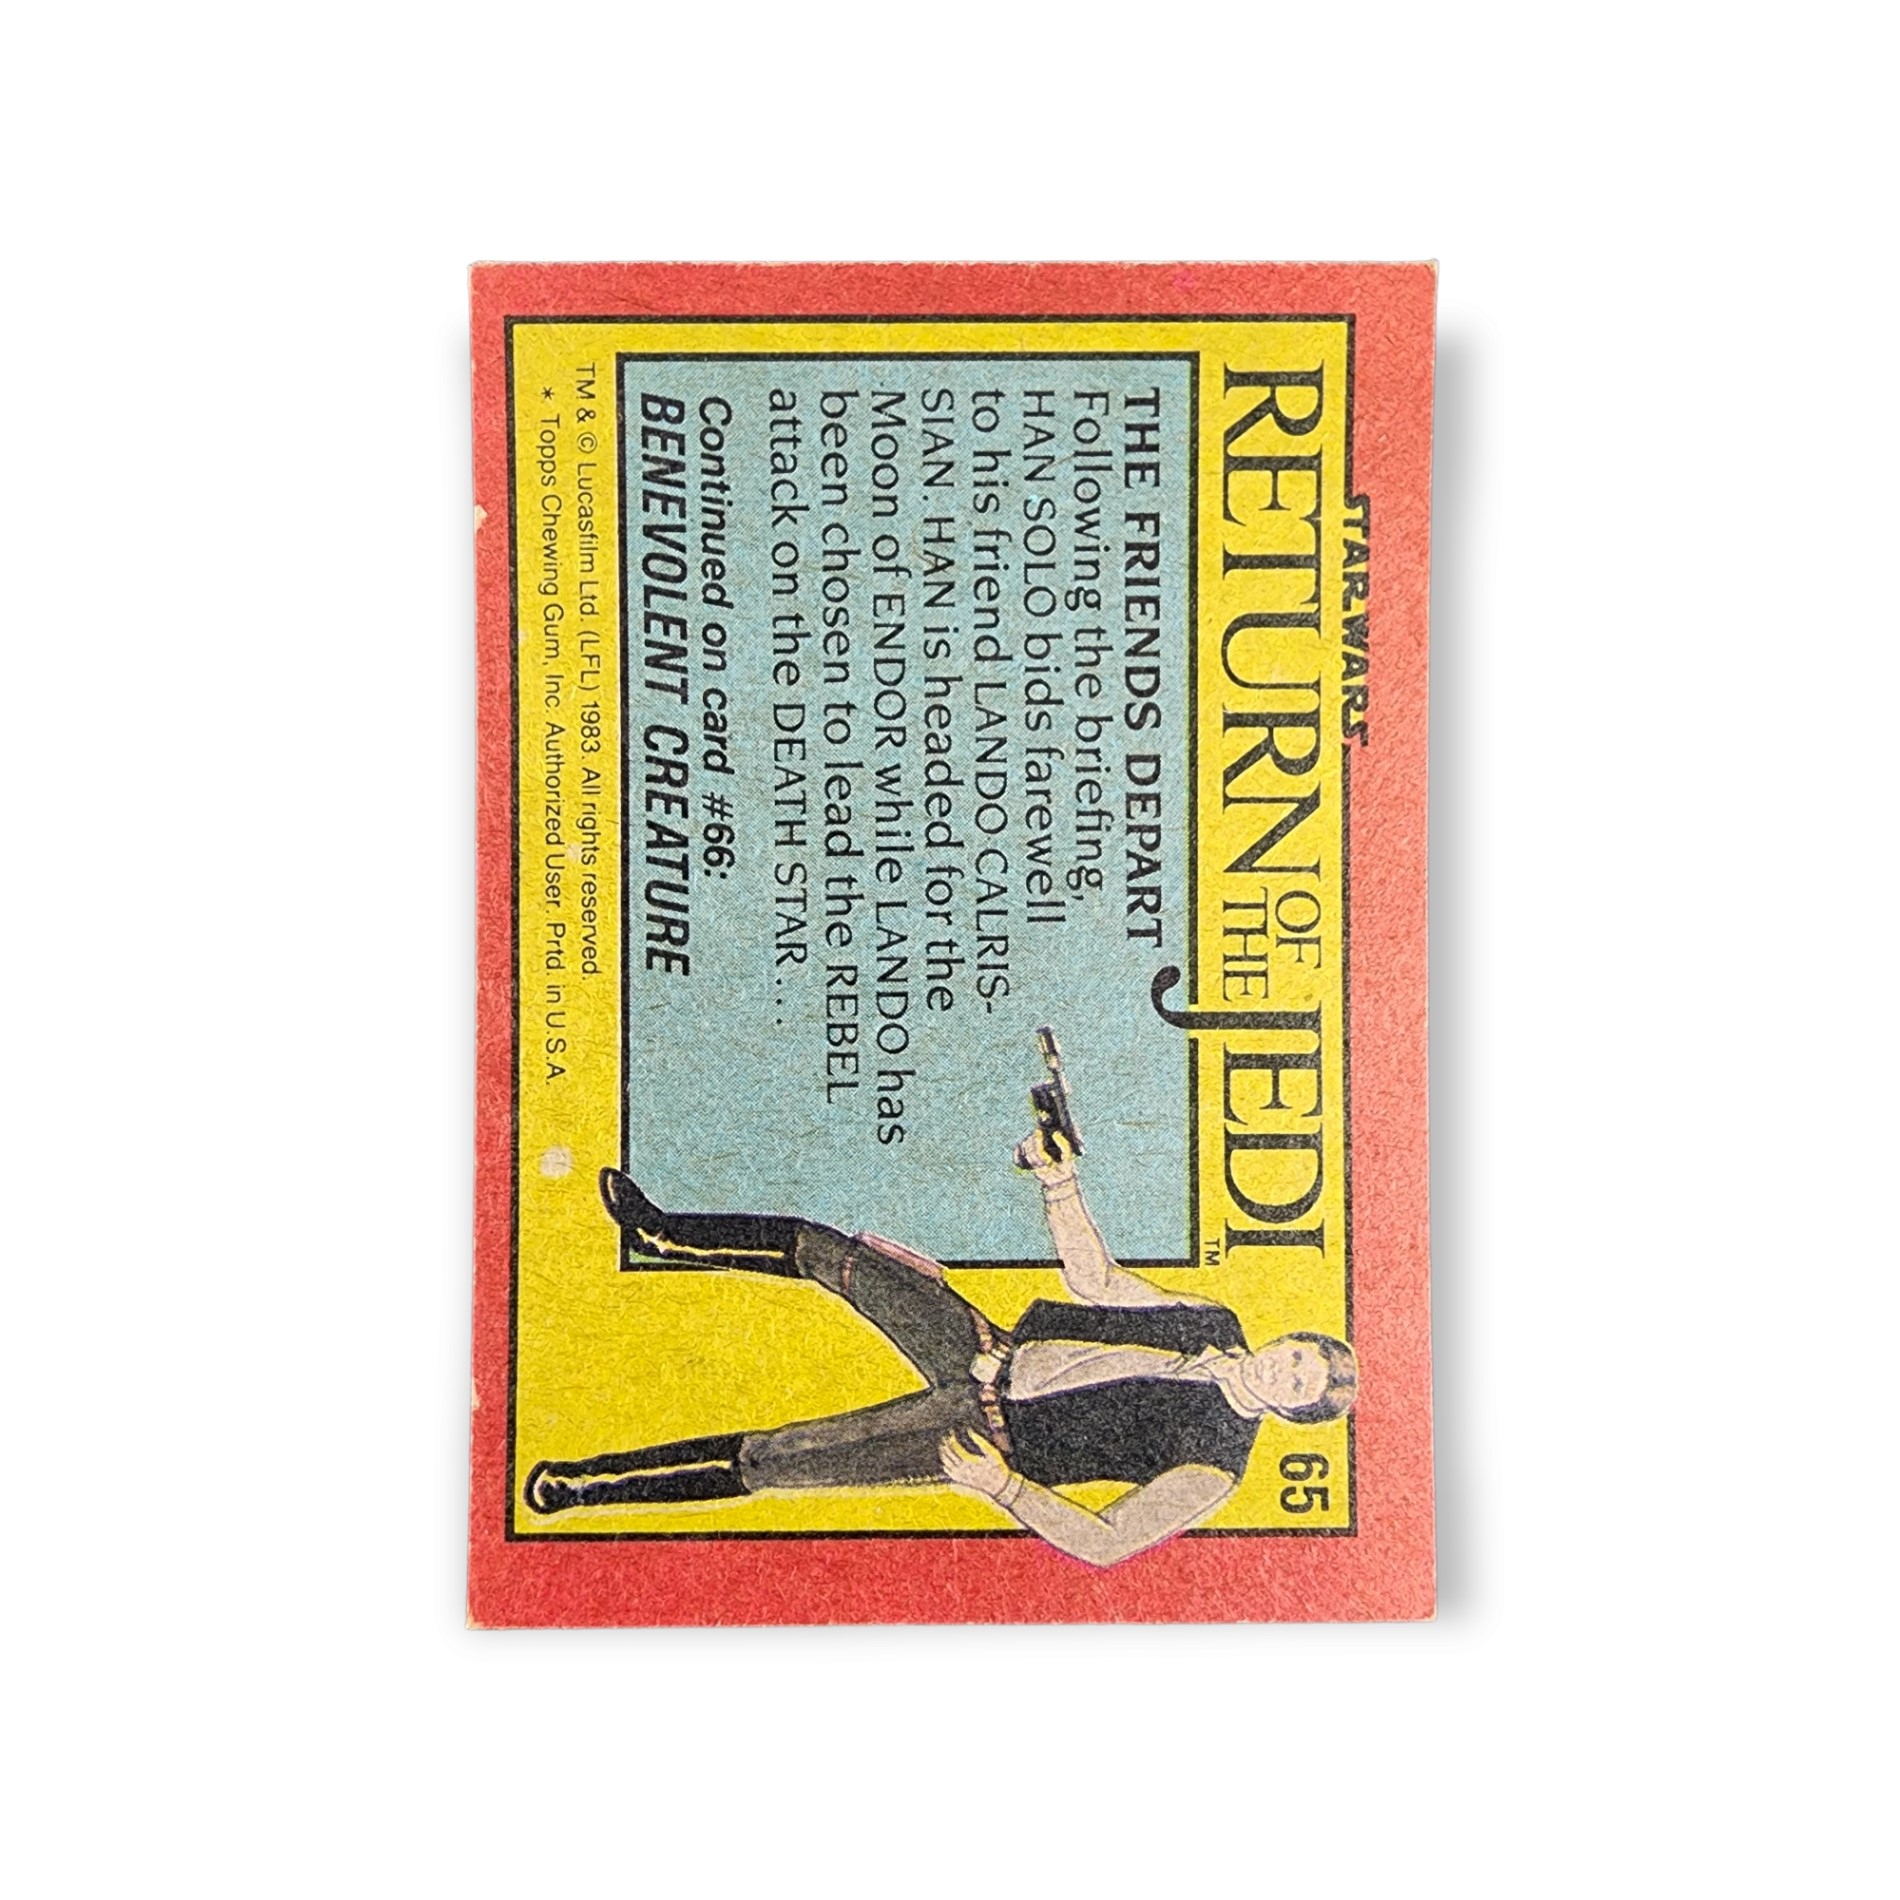 STAR WARS
RETURN OF THE JEDI
TM
65
THE FRIENDS DEPART
Following the briefing,
HAN SOLO bids farewell
to his friend LANDO CALRIS-
SIAN. HAN is headed for the
Moon of ENDOR while LANDO has
been chosen to lead the REBEL
attack on the DEATH STAR...
Continued on card #66:
BENEVOLENT CREATURE
TM & © Lucasfilm Ltd. (LFL) 1983. All rights reserved.
* Topps Chewing Gum, Inc. Authorized User. Prtd. in U.S.A.